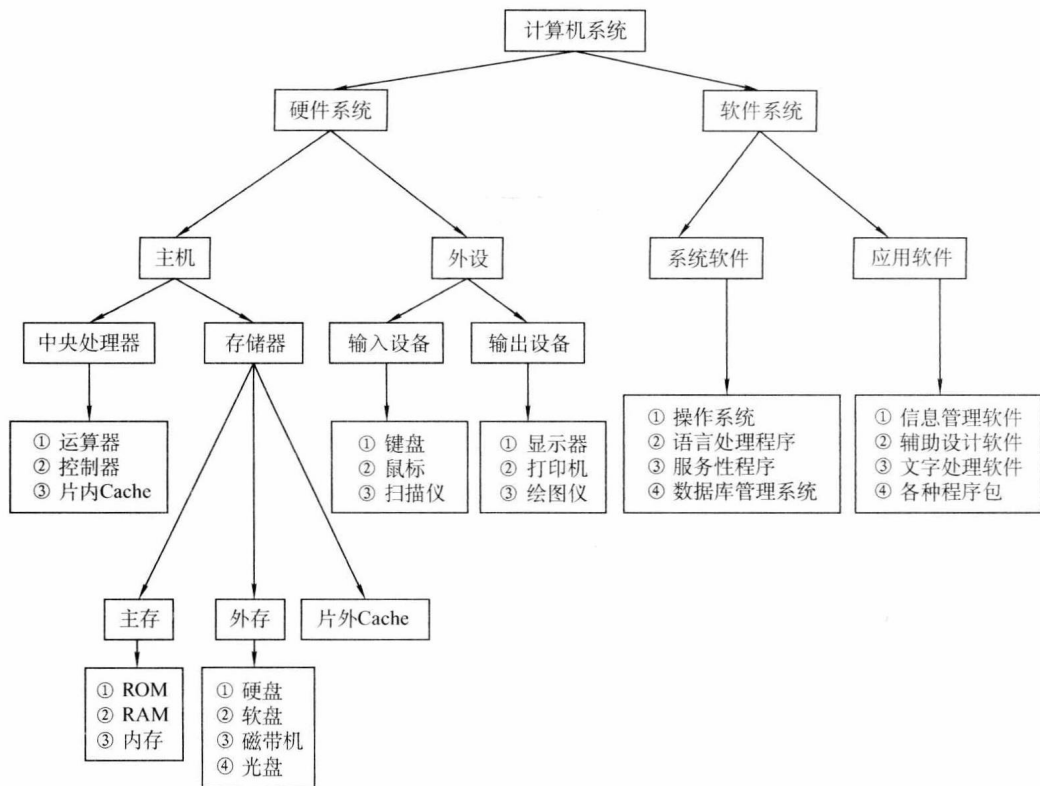 计算机系统
硬件系统
软件系统
主机
外设
系统软件
应用软件
中央处理器
存储器
输入设备
输出设备
① 运算器
② 控制器
③ 片内Cache
① 键盘
② 鼠标
③ 扫描仪
① 显示器
② 打印机
③ 绘图仪
① 操作系统
② 语言处理程序
③ 服务性程序
④ 数据库管理系统
① 信息管理软件
② 辅助设计软件
③ 文字处理软件
④ 各种程序包
主存
外存
片外Cache
① ROM
② RAM
③ 内存
① 硬盘
② 软盘
③ 磁带机
④ 光盘